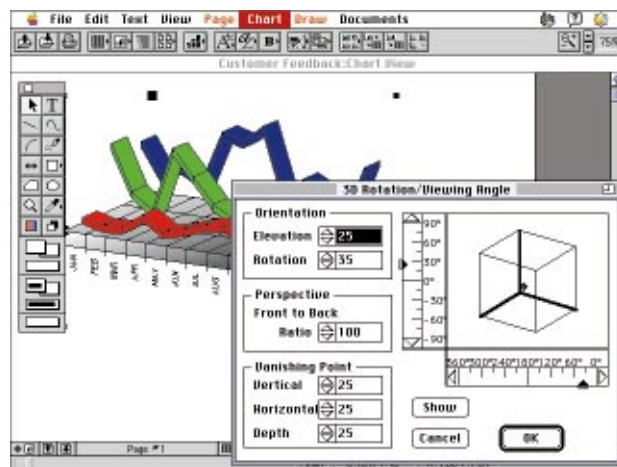 File Edit Text View Page Chart Draw Documents
75%
Customer Feedback:Chart View
3D Rotation/Viewing Angle
Orientation
Elevation 25
Rotation 35
Perspective
Front to Back
Ratio 100
Vanishing Point
Vertical 25
Horizontal 25
Depth 25
90°
60°
30°
0°
-30°
-60°
-90°
360°300°240°180°120° 60° 0°
Show
Cancel OK
JAN FEB MAR APR MAY JUN JUL AUG
Page #1